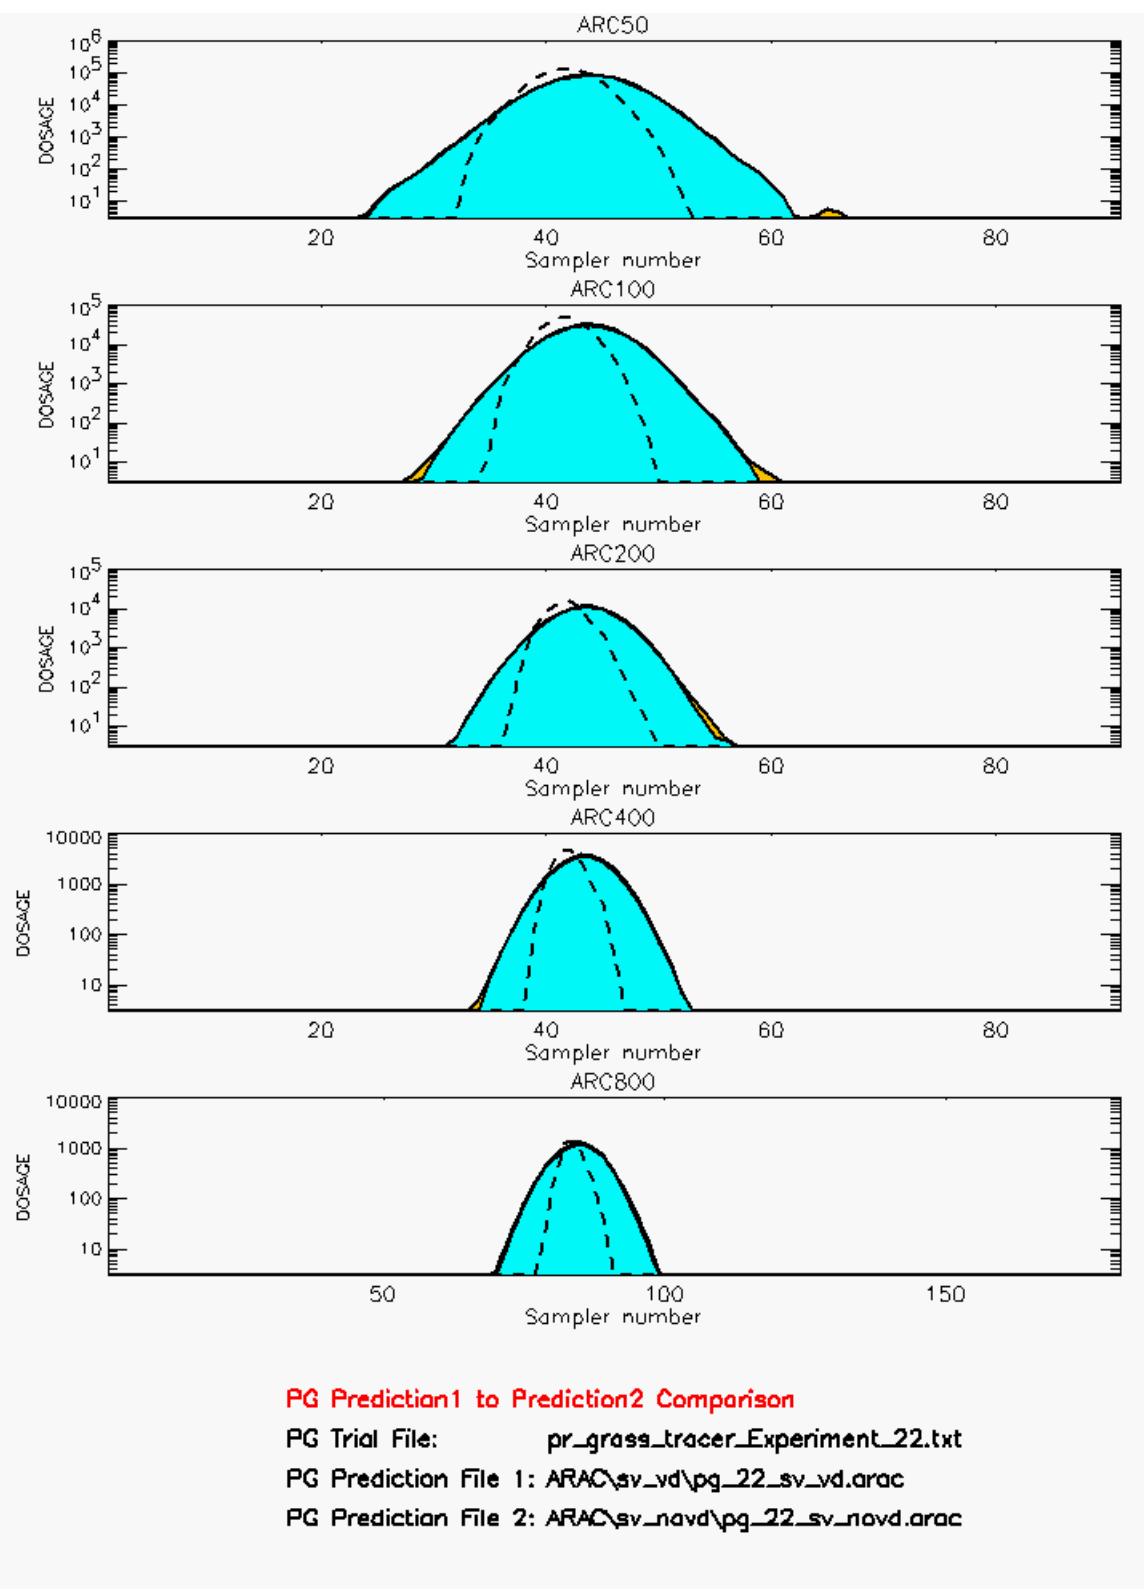 ARC50
10^6
10^5
10^4
10^3
10^2
10^1
DOSAGE
20 40 60 80
Sampler number
ARC100
10^5
10^4
10^3
10^2
10^1
DOSAGE
20 40 60 80
Sampler number
ARC200
10^5
10^4
10^3
10^2
10^1
DOSAGE
20 40 60 80
Sampler number
ARC400
10000
1000
100
10
DOSAGE
20 40 60 80
Sampler number
ARC800
10000
1000
100
10
DOSAGE
50 100 150
Sampler number
PG Prediction1 to Prediction2 Comparison
PG Trial File: pr_grass_tracer_Experiment_22.txt
PG Prediction File 1: ARAC\sv_vd\pg_22_sv_vd.arac
PG Prediction File 2: ARAC\sv_novd\pg_22_sv_novd.arac